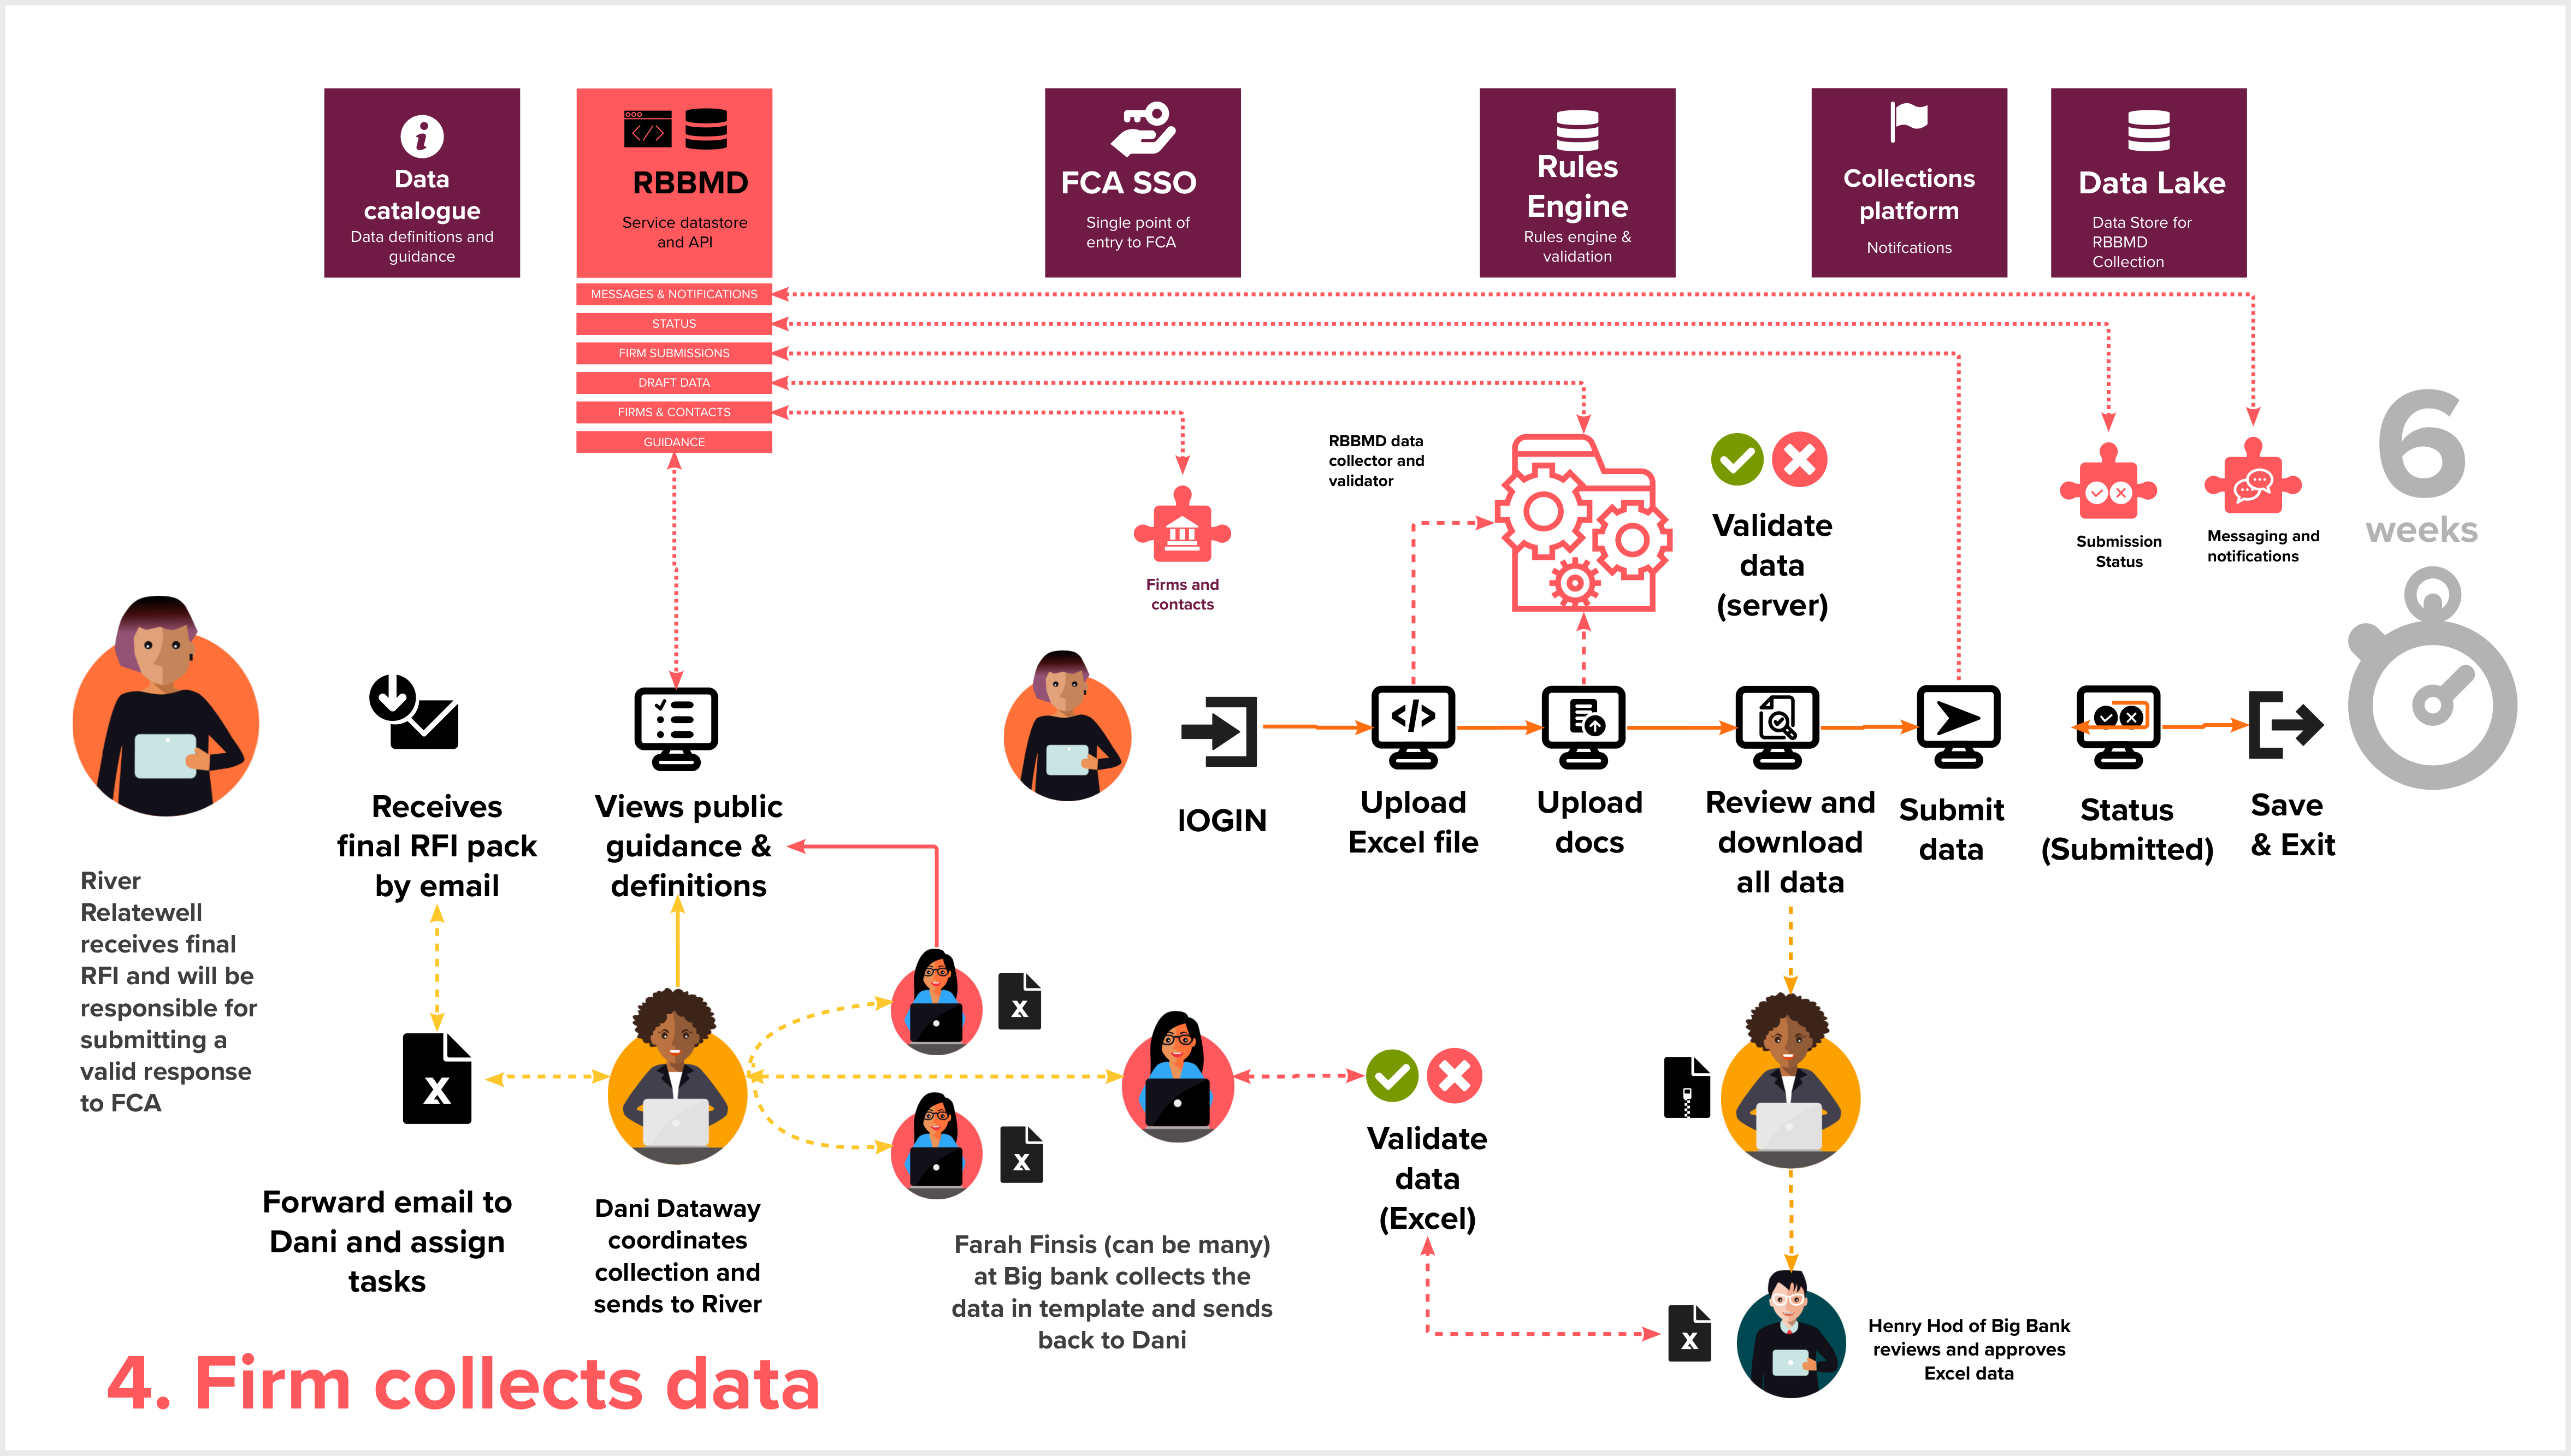 Data
catalogue
Data definitions and
guidance
RBBMD
Service datastore
and API
FCA SSO
Single point of
entry to FCA
Rules
Engine
Rules engine &
validation
Collections
platform
Notifcations
Data Lake
Data Store for
RBBMD
Collection
MESSAGES & NOTIFICATIONS
STATUS
FIRM SUBMISSIONS
DRAFT DATA
FIRMS & CONTACTS
GUIDANCE
RBBMD data
collector and
validator
Validate
data
(server)
Firms and
contacts
Submission
Status
Messaging and
notifications
6
weeks
Receives
final RFI pack
by email
Views public
guidance &
definitions
lOGIN
</>
Upload
Excel file
Upload
docs
Review and
download
all data
Submit
data
Status
(Submitted)
Save
& Exit
River
Relatewell
receives final
RFI and will be
responsible for
submitting a
valid response
to FCA
X
X
X
Forward email to
Dani and assign
tasks
Dani Dataway
coordinates
collection and
sends to River
Farah Finsis (can be many)
at Big bank collects the
data in template and sends
back to Dani
Validate
data
(Excel)
X
Henry Hod of Big Bank
reviews and approves
Excel data
4. Firm collects data